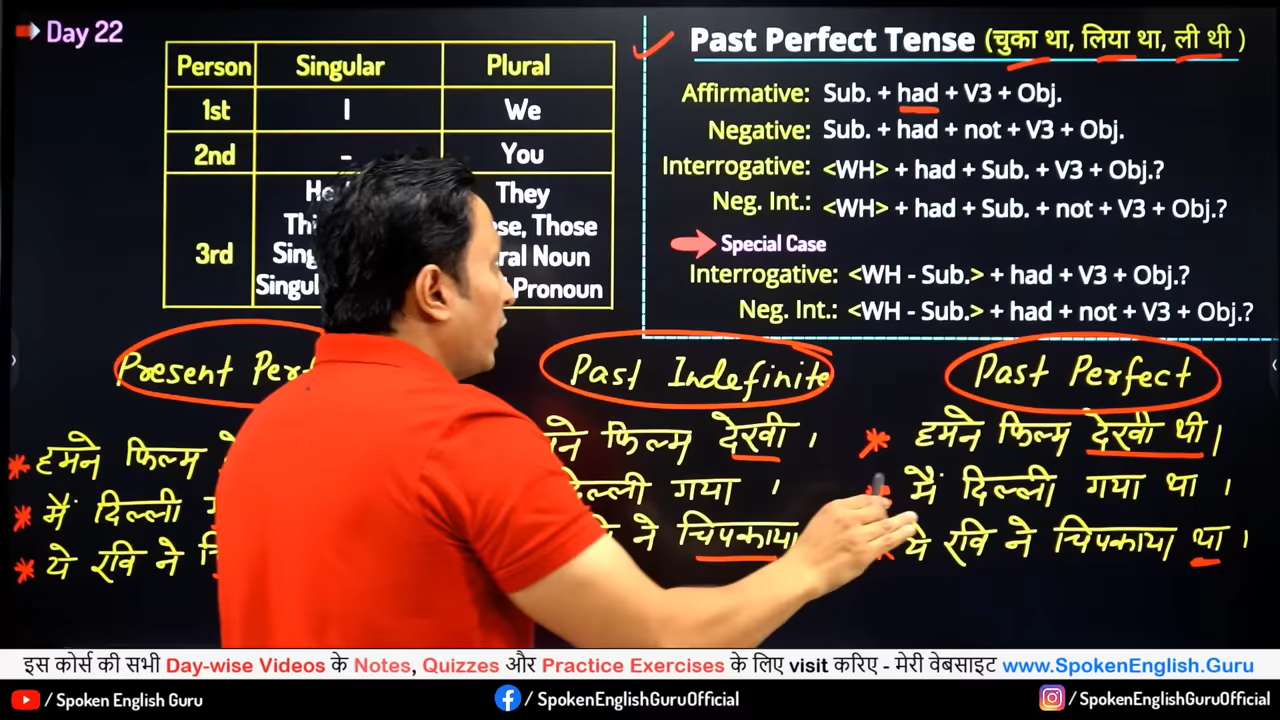 Day 22
Person Singular Plural
1st I We
2nd - You
3rd
They
Those
Noun
Pronoun
Past Perfect Tense (चुका था, लिया था, ली थी )
Affirmative: Sub. + had + V3 + Obj.
Negative: Sub. + had + not + V3 + Obj.
Interrogative: <WH> + had + Sub. + V3 + Obj.?
Neg. Int.: <WH> + had + Sub. + not + V3 + Obj.?
Special Case
Interrogative: <WH - Sub.> + had + V3 + Obj.?
Neg. Int.: <WH - Sub.> + had + not + V3 + Obj.?
Present
हमने फिल्म
मैं दिल्ली
ये रवि ने
Past Indefinite
फिल्म देखी ।
गया ।
ने चिपकाया
Past Perfect
हमने फिल्म देखी थी।
मैं दिल्ली गया था ।
ये रवि ने चिपकाया था ।
इस कोर्स की सभी Day-wise Videos के Notes, Quizzes और Practice Exercises के लिए visit करिए - मेरी वेबसाइट www.SpokenEnglish.Guru
/ Spoken English Guru
/ SpokenEnglishGuruOfficial
/ SpokenEnglishGuruOfficial